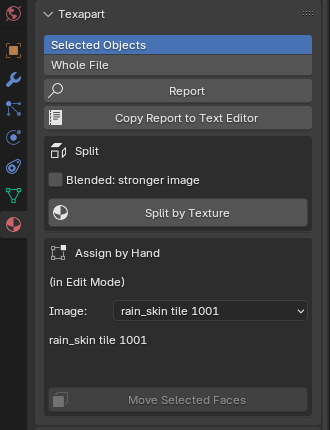 Texapart
Selected Objects
Whole File
Report
Copy Report to Text Editor
Split
Blended: stronger image
Split by Texture
Assign by Hand
(in Edit Mode)
Image: rain_skin tile 1001
rain_skin tile 1001
Move Selected Faces